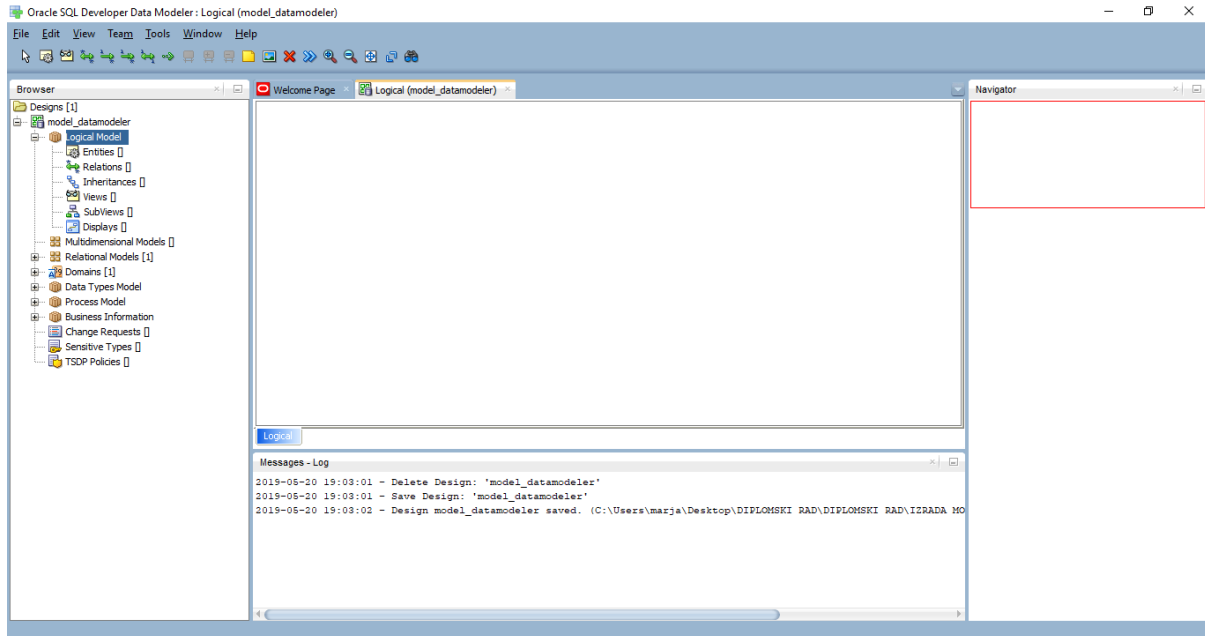 Oracle SQL Developer Data Modeler : Logical (model_datamodeler)
File Edit View Team Tools Window Help
Browser
Designs [1]
model_datamodeler
Logical Model
Entities []
Relations []
Inheritances []
Views []
SubViews []
Displays []
Multidimensional Models []
Relational Models [1]
Domains [1]
Data Types Model
Process Model
Business Information
Change Requests []
Sensitive Types []
TSDP Policies []
Welcome Page
Logical (model_datamodeler)
Logical
Messages - Log
2019-05-20 19:03:01 - Delete Design: 'model_datamodeler'
2019-05-20 19:03:01 - Save Design: 'model_datamodeler'
2019-05-20 19:03:02 - Design model_datamodeler saved. (C:\Users\marja\Desktop\DIPLOMSKI RAD\DIPLOMSKI RAD\IZRADA MO
Navigator